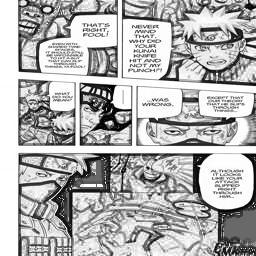 THAT'S
RIGHT,
FOOL!
NEVER
MIND
THAT,
WHY DID
YOUR
KUNAI
KNIFE
HIT AND
NOT MY
PUNCH?!
WHAT
DO YOU
MEAN?
...WAS
WRONG.
EXCEPT THAT
OUR THEORY
THAT HE SLIPS
THROUGH
THINGS...
ALTHOUGH
IT LOOKS
LIKE YOUR
ATTACK
SLIPPED
RIGHT
THROUGH
HIM...